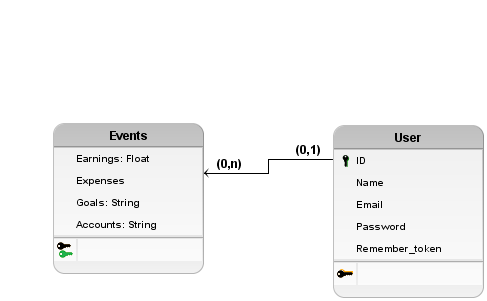 Events
Earnings: Float
Expenses
Goals: String
Accounts: String
(0,n)
(0,1)
User
ID
Name
Email
Password
Remember_token